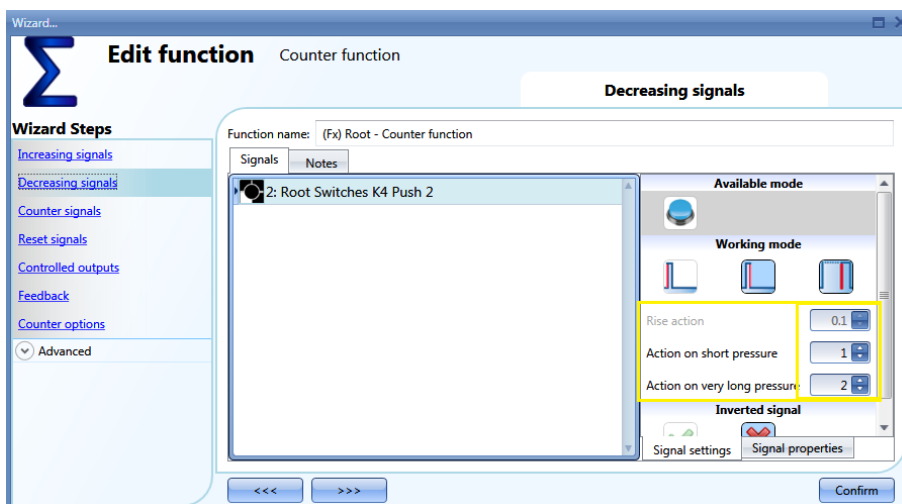 Wizard...
Edit function Counter function
Decreasing signals
Wizard Steps
Increasing signals
Decreasing signals
Counter signals
Reset signals
Controlled outputs
Feedback
Counter options
Advanced
Function name: (Fx) Root - Counter function
Signals Notes
2: Root Switches K4 Push 2
Available mode
Working mode
Rise action 0.1
Action on short pressure 1
Action on very long pressure 2
Inverted signal
Signal settings Signal properties
<<< >>> Confirm